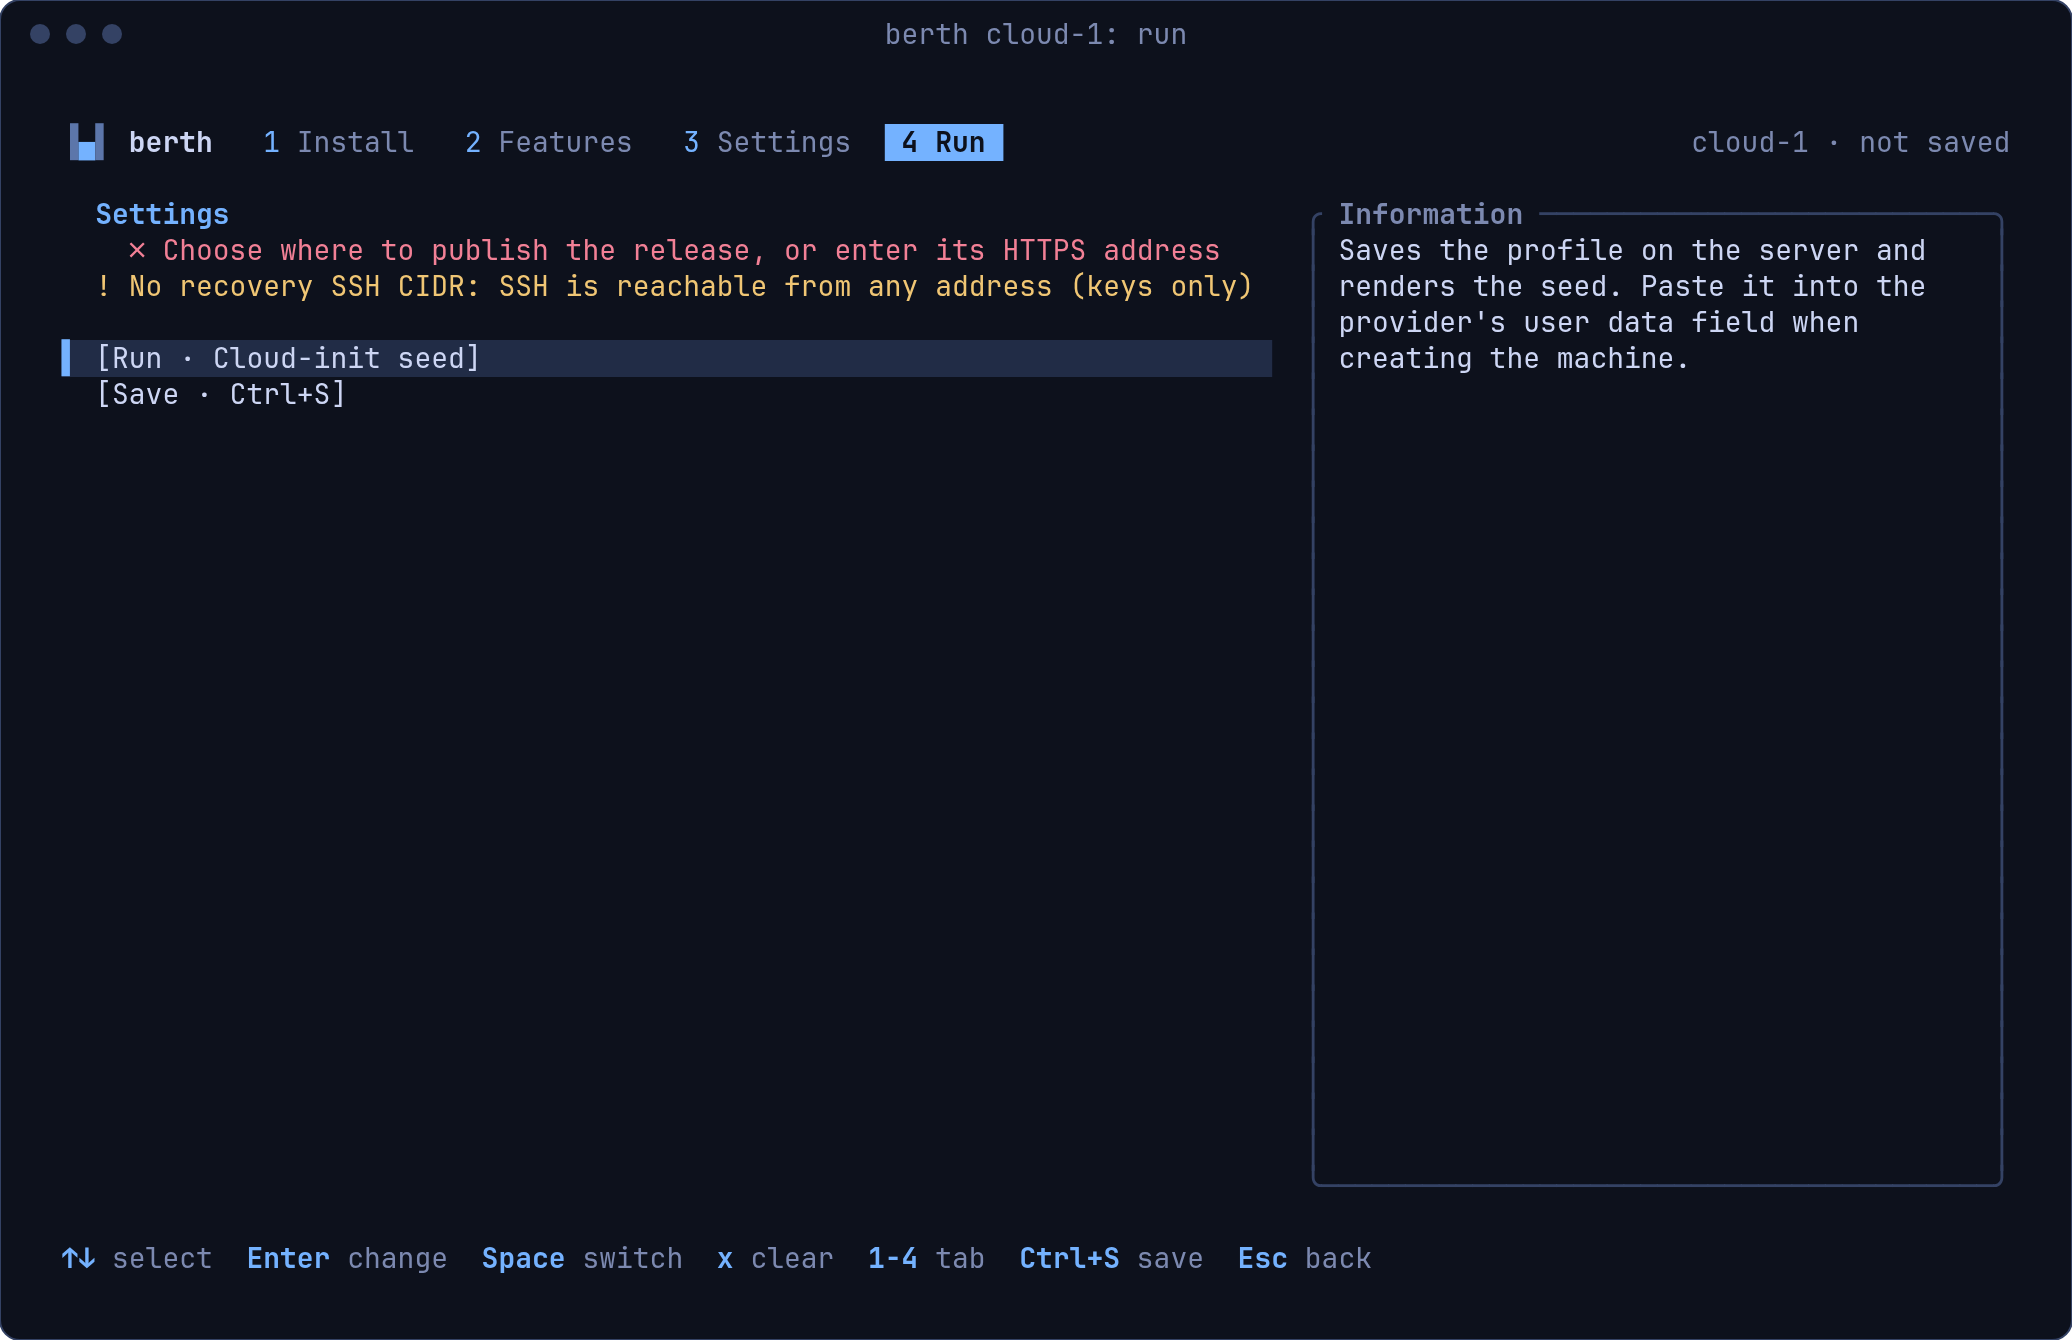 berth cloud-1: run
berth 1 Install 2 Features 3 Settings 4 Run cloud-1 · not saved
Settings
× Choose where to publish the release, or enter its HTTPS address
! No recovery SSH CIDR: SSH is reachable from any address (keys only)
[Run · Cloud-init seed]
[Save · Ctrl+S]
Information
Saves the profile on the server and
renders the seed. Paste it into the
provider's user data field when
creating the machine.
↑↓ select Enter change Space switch x clear 1-4 tab Ctrl+S save Esc back